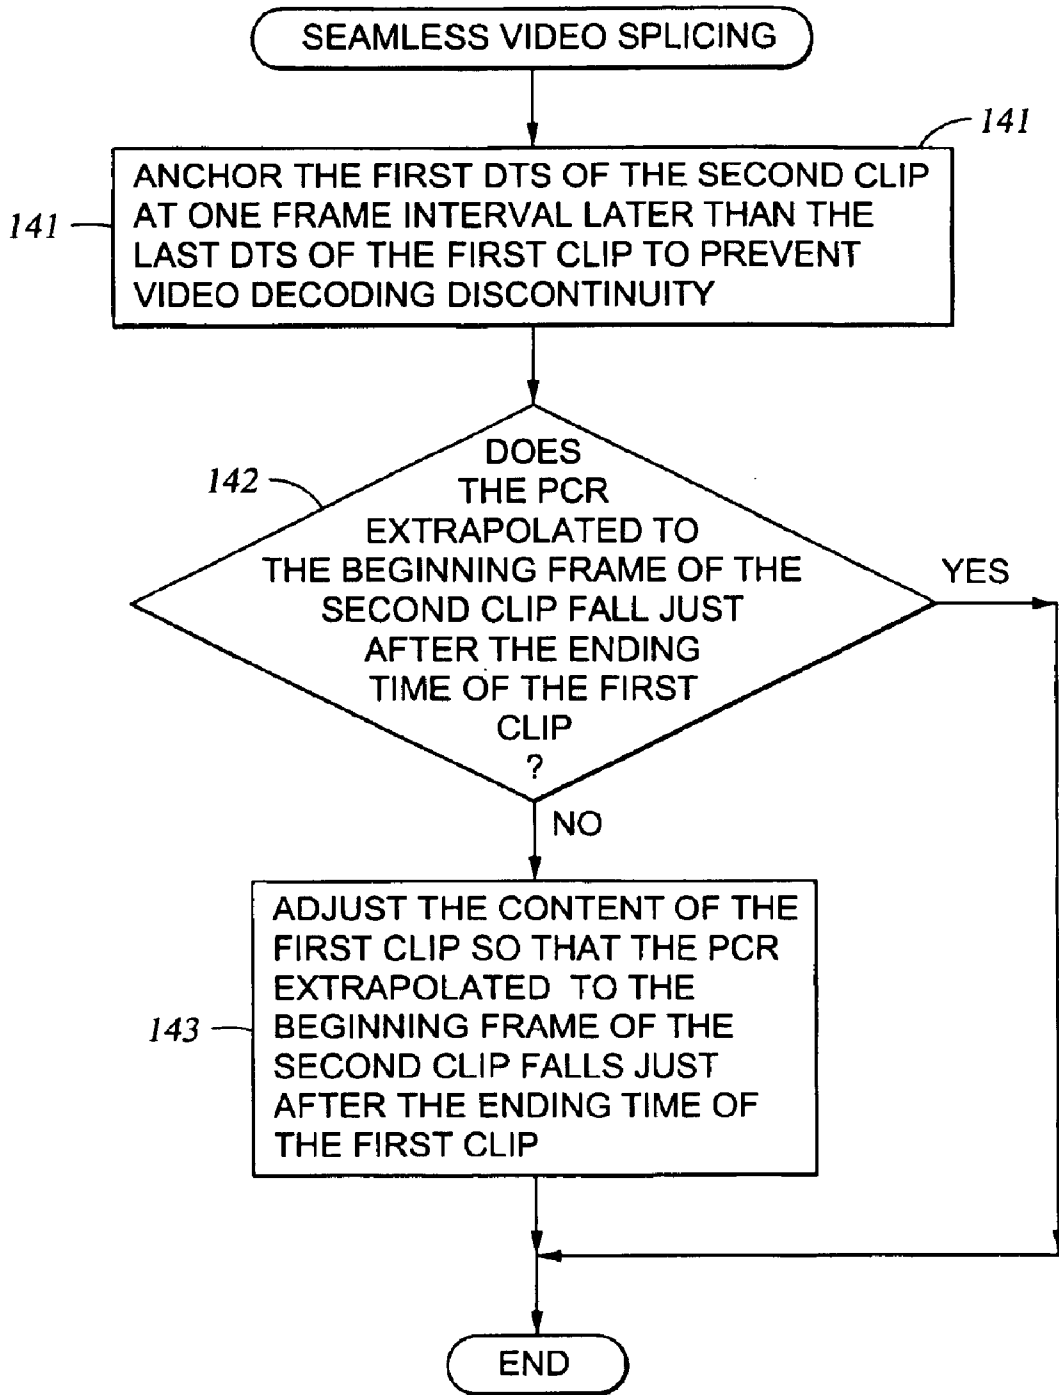 SEAMLESS VIDEO SPLICING
141
ANCHOR THE FIRST DTS OF THE SECOND CLIP
141
AT ONE FRAME INTERVAL LATER THAN THE
LAST DTS OF THE FIRST CLIP TO PREVENT
VIDEO DECODING DISCONTINUITY
142
DOES
THE PCR
EXTRAPOLATED TO
THE BEGINNING FRAME OF THE
SECOND CLIP FALL JUST
AFTER THE ENDING
TIME OF THE FIRST
CLIP
?
YES
NO
143
ADJUST THE CONTENT OF THE
FIRST CLIP SO THAT THE PCR
EXTRAPOLATED TO THE
BEGINNING FRAME OF THE
SECOND CLIP FALLS JUST
AFTER THE ENDING TIME OF
THE FIRST CLIP
END